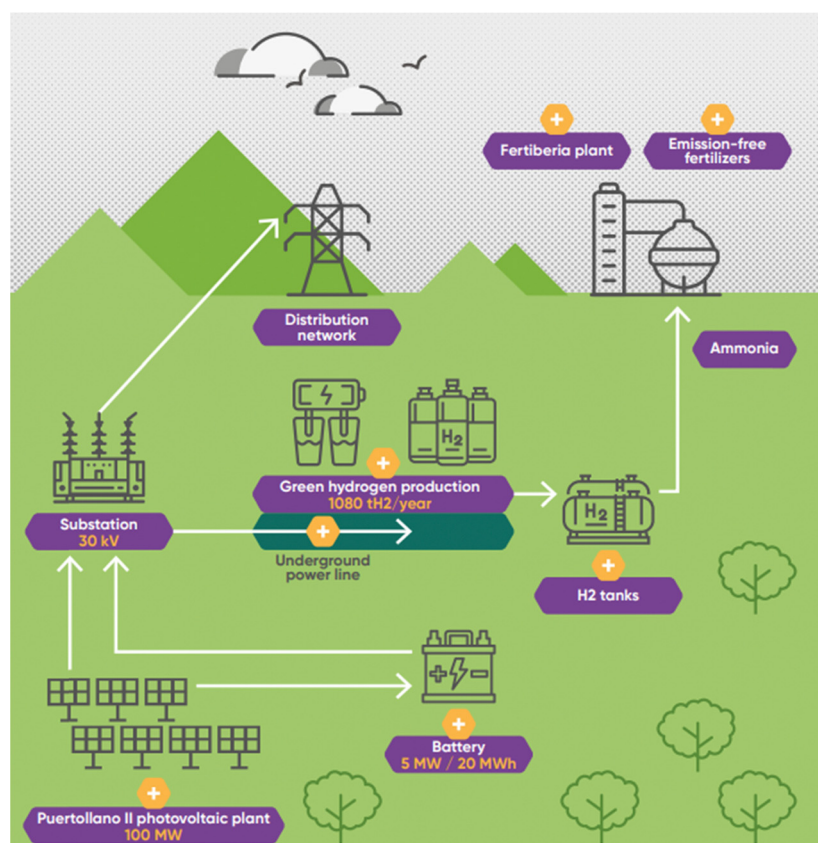 Fertiberia plant
Emission-free
fertilizers
Distribution
network
Ammonia
H2
Green hydrogen production
1080 tH2/year
H
H2
Substation
30 kV
Underground
power line
H2 tanks
Battery
5 MW / 20 MWh
Puertollano II photovoltaic plant
100 MW